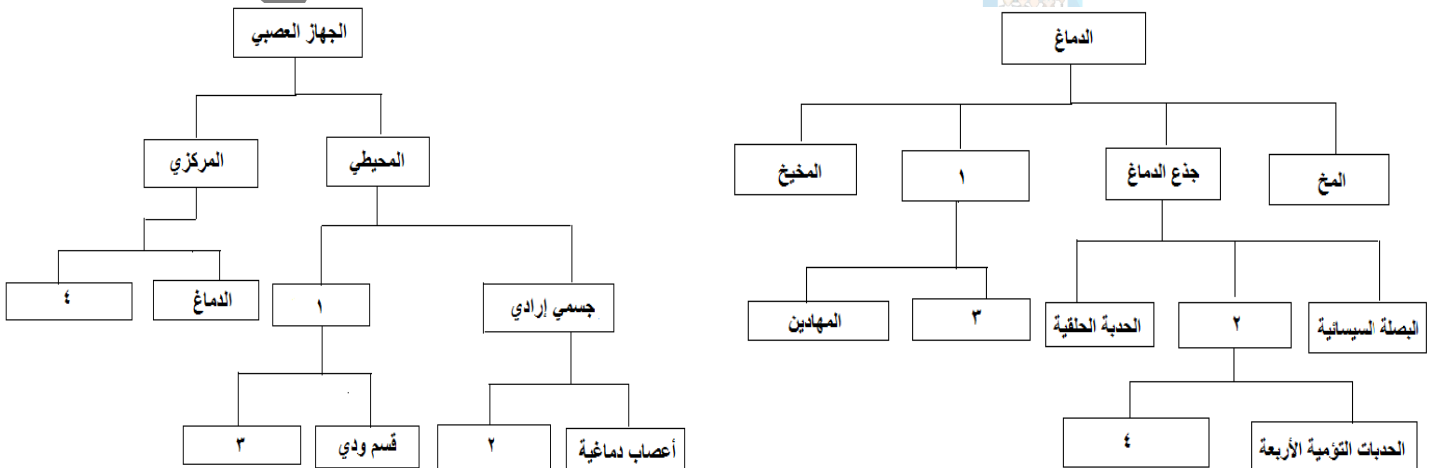 الدماغ
المخ
جذع الدماغ
١
المخيخ
البصلة السيسائية
٢
الحدبة الحلقية
٣
المهادين
الحدبات التؤمية الأربعة
٤
الجهاز العصبي
المحيطي
المركزي
جسمي إرادي
١
الدماغ
٤
أعصاب دماغية
٢
قسم ودي
٣